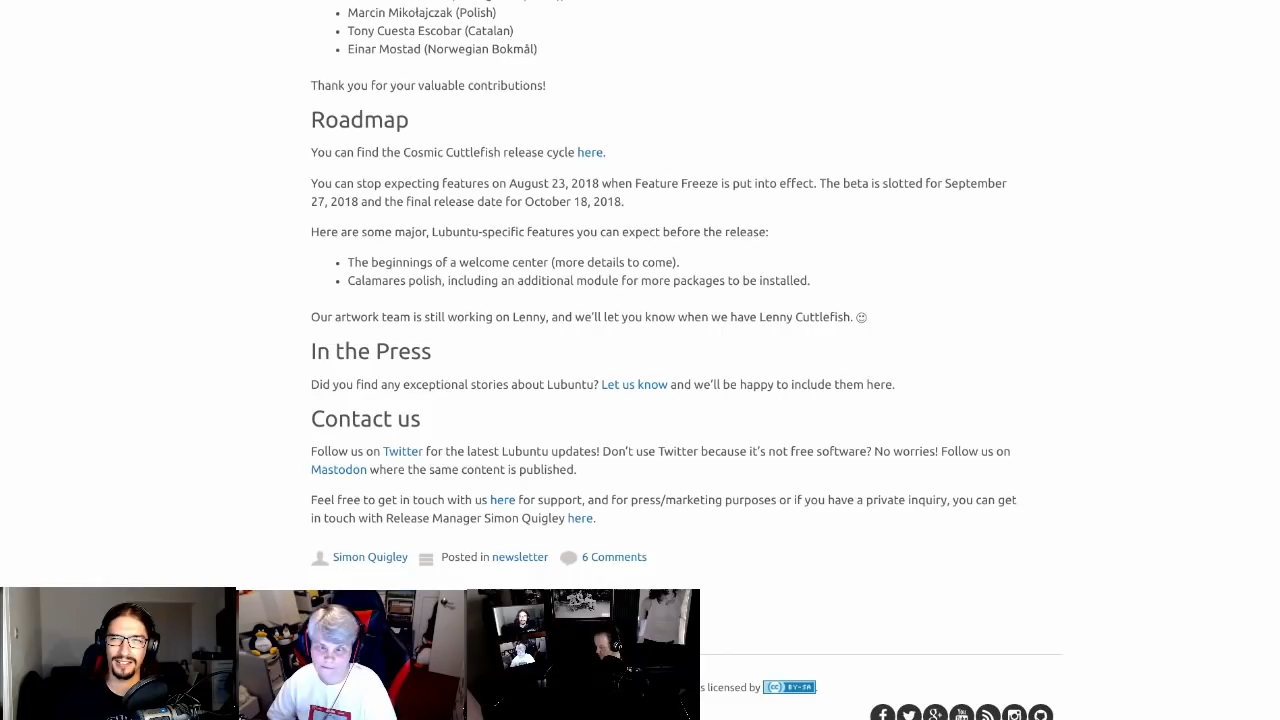 Marcin Mikołajczak (Polish)
Tony Cuesta Escobar (Catalan)
Einar Mostad (Norwegian Bokmål)
Thank you for your valuable contributions!
Roadmap
You can find the Cosmic Cuttlefish release cycle here.
You can stop expecting features on August 23, 2018 when Feature Freeze is put into effect. The beta is slotted for September
27, 2018 and the final release date for October 18, 2018.
Here are some major, Lubuntu-specific features you can expect before the release:
The beginnings of a welcome center (more details to come).
Calamares polish, including an additional module for more packages to be installed.
Our artwork team is still working on Lenny, and we’ll let you know when we have Lenny Cuttlefish. 🙂
In the Press
Did you find any exceptional stories about Lubuntu? Let us know and we’ll be happy to include them here.
Contact us
Follow us on Twitter for the latest Lubuntu updates! Don’t use Twitter because it’s not free software? No worries! Follow us on
Mastodon where the same content is published.
Feel free to get in touch with us here for support, and for press/marketing purposes or if you have a private inquiry, you can get
in touch with Release Manager Simon Quigley here.
Simon Quigley Posted in newsletter 6 Comments
s licensed by (cc) BY-SA.